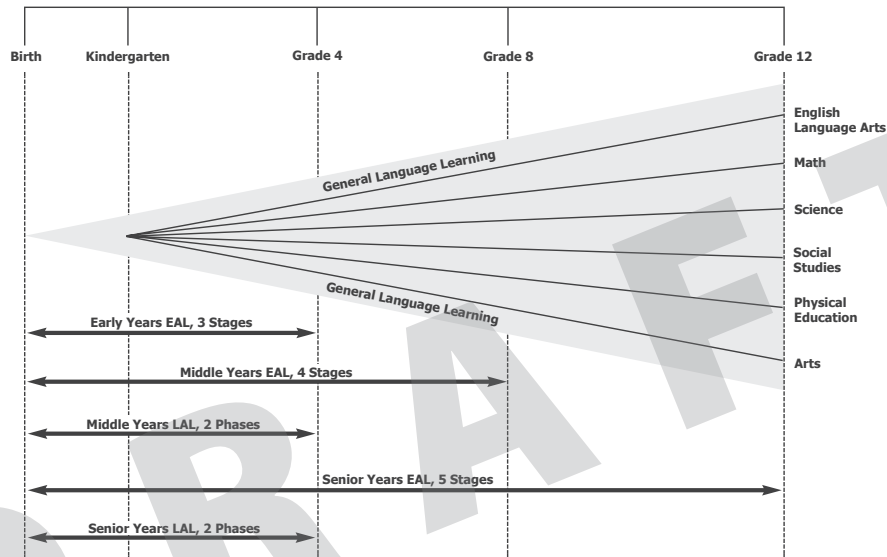 Birth
Kindergarten
Grade 4
Grade 8
Grade 12
English
Language Arts
General Language Learning
Math
Science
Social
Studies
General Language Learning
Physical
Education
Early Years EAL, 3 Stages
Arts
Middle Years EAL, 4 Stages
Middle Years LAL, 2 Phases
Senior Years EAL, 5 Stages
Senior Years LAL, 2 Phases
DRAFT